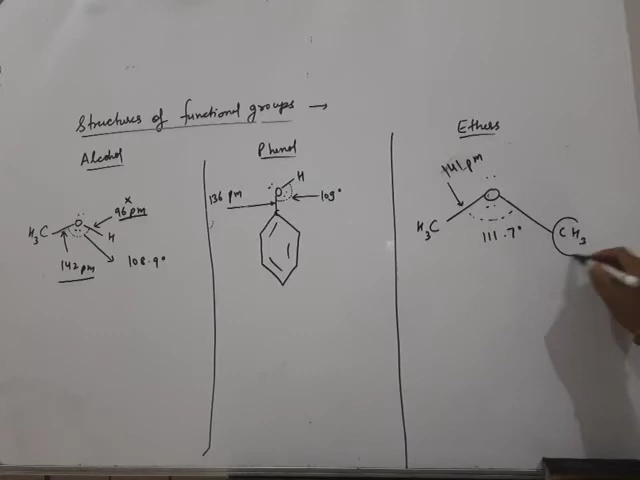 Structures of functional groups →
Alcohol
x
96 pm
H3C
O
H
142 pm
108.9°
Phenol
136 pm
O
H
109°
Ethers
141 pm
O
H3C
111.7°
CH3